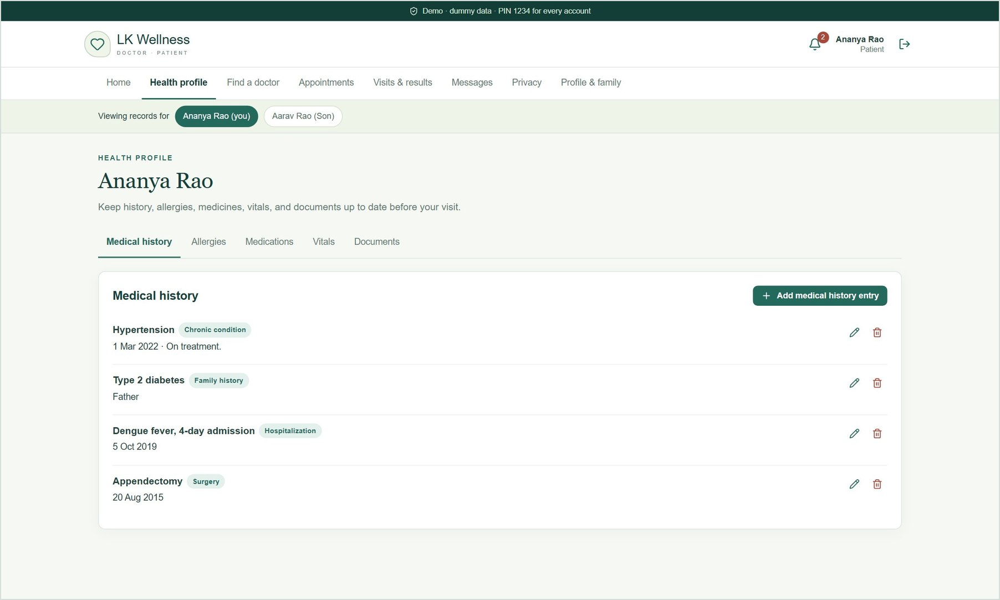 Demo · dummy data · PIN 1234 for every account
LK Wellness
DOCTOR · PATIENT
2
Ananya Rao
Patient
Home
Health profile
Find a doctor
Appointments
Visits & results
Messages
Privacy
Profile & family
Viewing records for
Ananya Rao (you)
Aarav Rao (Son)
HEALTH PROFILE
Ananya Rao
Keep history, allergies, medicines, vitals, and documents up to date before your visit.
Medical history
Allergies
Medications
Vitals
Documents
Medical history
Add medical history entry
Hypertension
Chronic condition
1 Mar 2022 · On treatment.
Type 2 diabetes
Family history
Father
Dengue fever, 4-day admission
Hospitalization
5 Oct 2019
Appendectomy
Surgery
20 Aug 2015